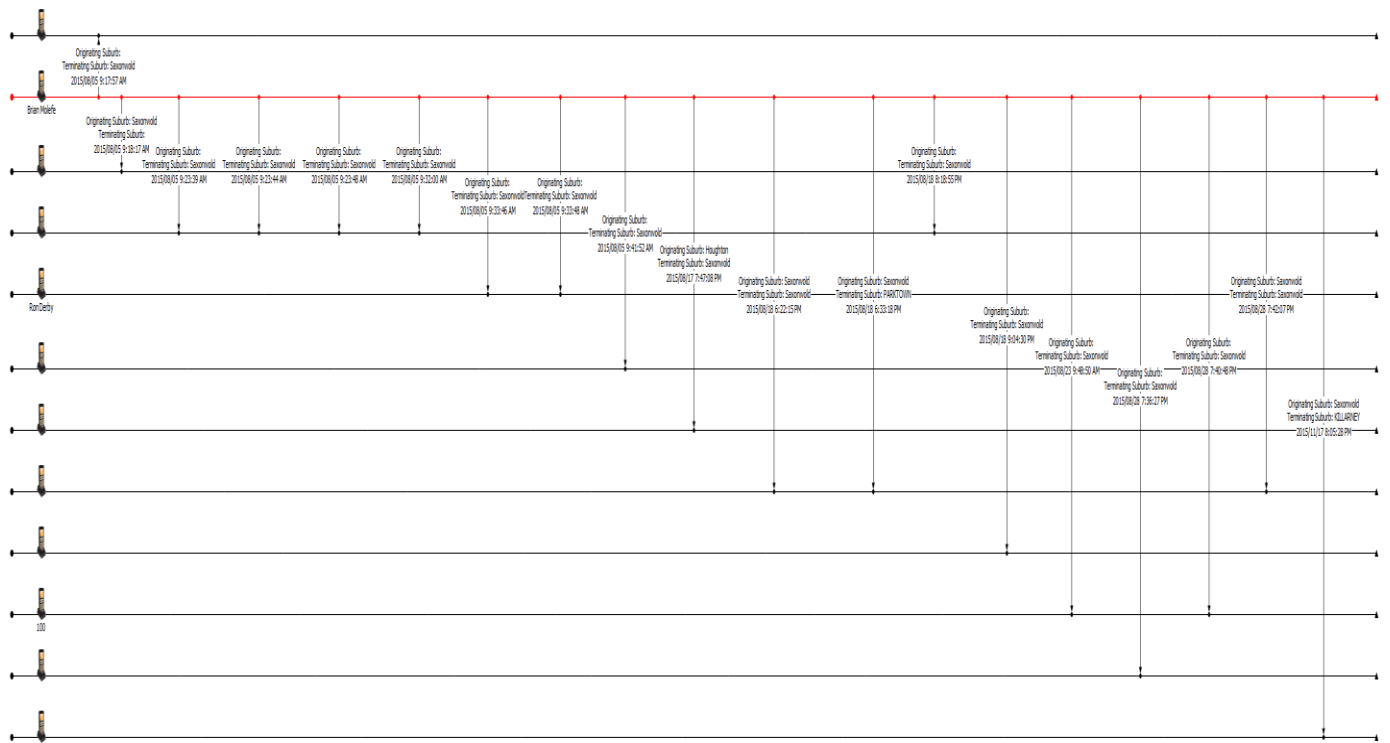 Originating Suburb:
Terminating Suburb: Saxonwold
2015/08/05 9:17:57 AM
Brian Molefe
Originating Suburb: Saxonwold
Terminating Suburb:
2015/08/05 9:18:17 AM
Originating Suburb:
Terminating Suburb: Saxonwold
2015/08/05 9:23:39 AM
Originating Suburb:
Terminating Suburb: Saxonwold
2015/08/05 9:23:44 AM
Originating Suburb:
Terminating Suburb: Saxonwold
2015/08/05 9:23:48 AM
Originating Suburb:
Terminating Suburb: Saxonwold
2015/08/05 9:32:00 AM
Originating Suburb:
Terminating Suburb: Saxonwold
2015/08/05 9:33:46 AM
Originating Suburb:
Terminating Suburb: Saxonwold
2015/08/05 9:33:48 AM
Originating Suburb:
Terminating Suburb: Saxonwold
2015/08/05 9:41:52 AM
Originating Suburb: Houghton
Terminating Suburb: Saxonwold
2015/08/17 7:47:08 PM
Originating Suburb: Saxonwold
Terminating Suburb: Saxonwold
2015/08/18 6:22:15 PM
Originating Suburb: Saxonwold
Terminating Suburb: PARKTOWN
2015/08/18 6:33:18 PM
Originating Suburb:
Terminating Suburb: Saxonwold
2015/08/18 8:18:55 PM
Originating Suburb:
Terminating Suburb: Saxonwold
2015/08/18 9:04:30 PM
Originating Suburb:
Terminating Suburb: Saxonwold
2015/08/23 9:48:50 AM
Originating Suburb:
Terminating Suburb: Saxonwold
2015/08/28 7:36:27 PM
Originating Suburb:
Terminating Suburb: Saxonwold
2015/08/28 7:40:48 PM
Originating Suburb: Saxonwold
Terminating Suburb: Saxonwold
2015/08/28 7:42:07 PM
Originating Suburb: Saxonwold
Terminating Suburb: KILLARNEY
2015/11/17 8:05:28 PM
Ron Derby
100